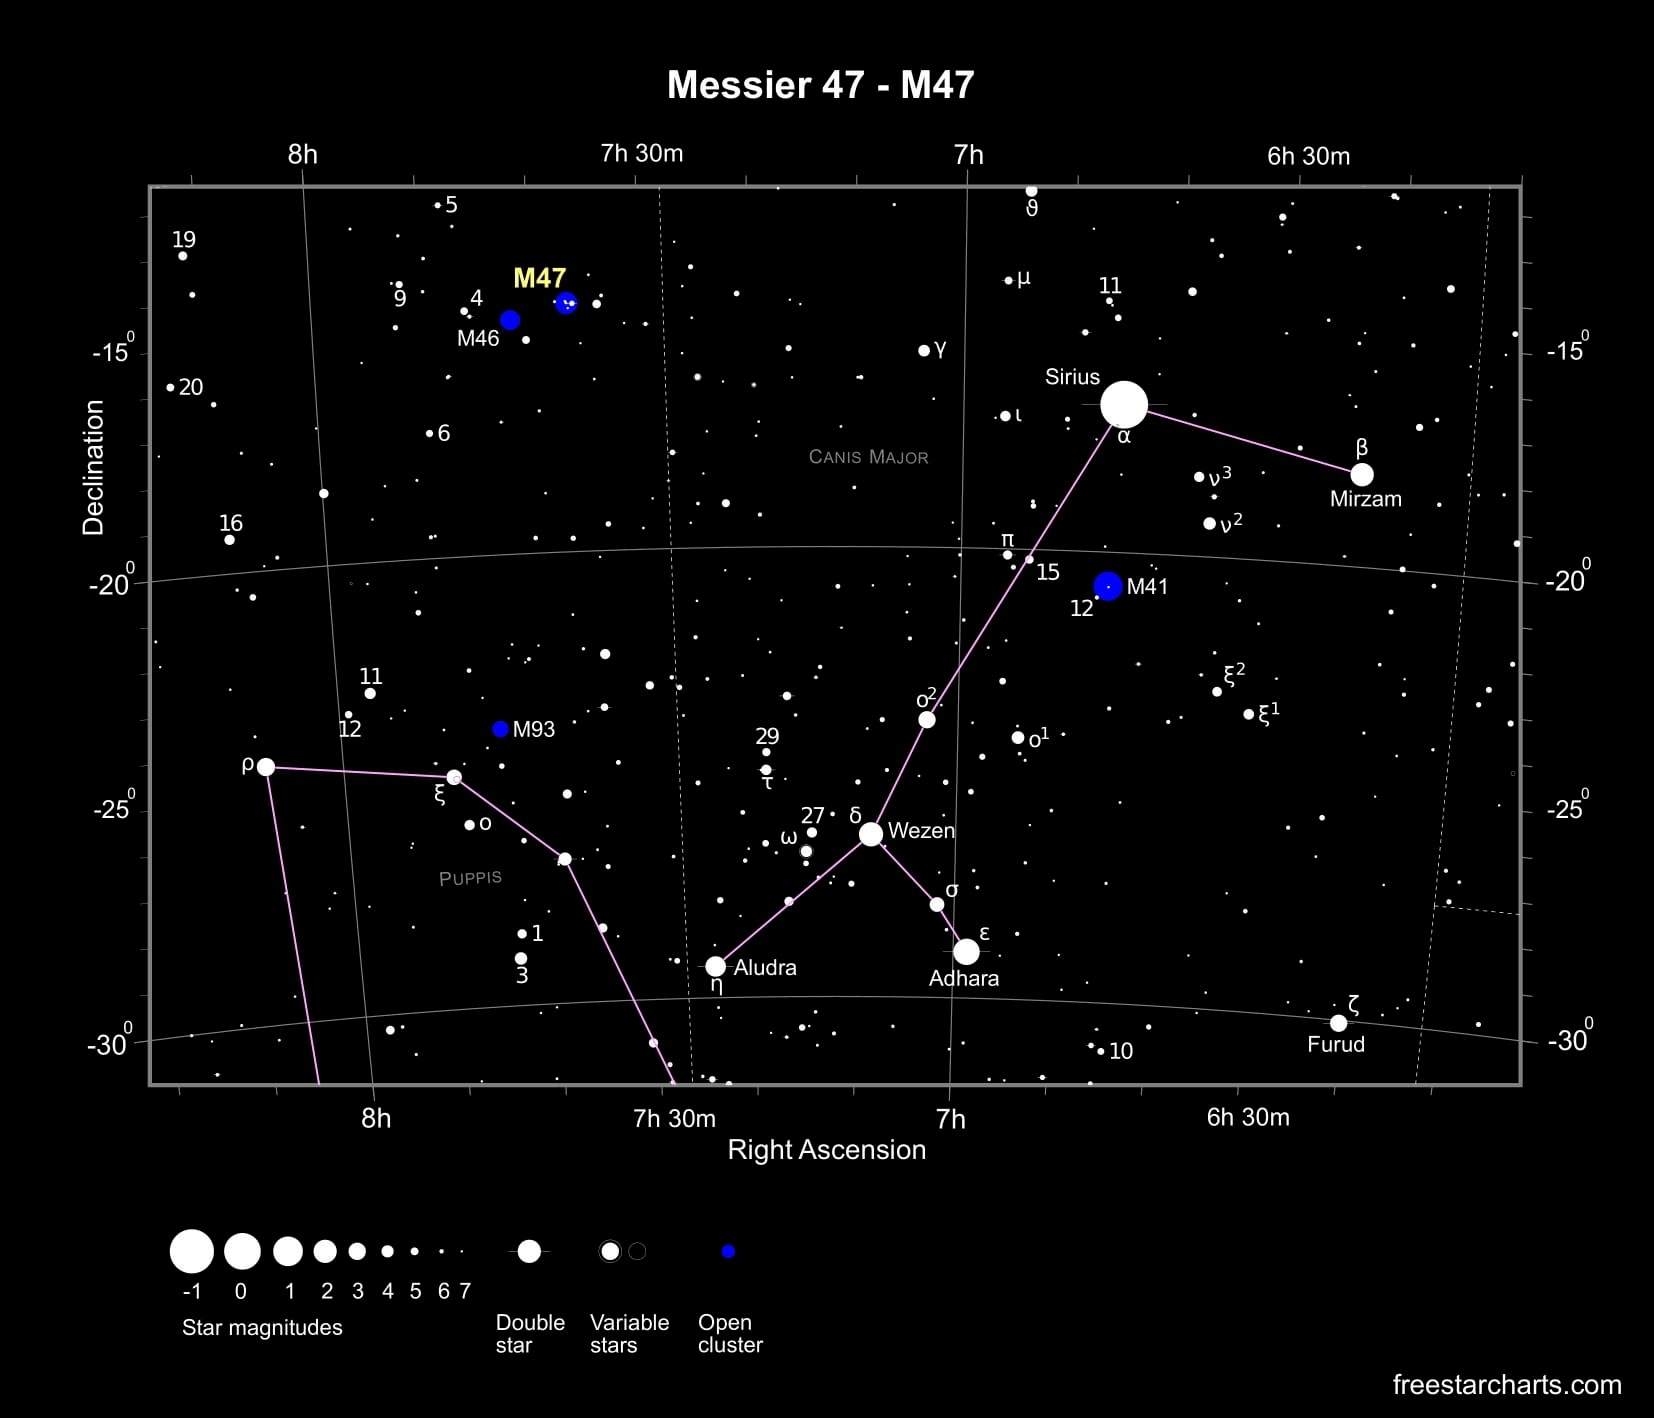 Messier 47 - M47
8h 7h 30m 7h 6h 30m
5
ϑ
19
M47
μ
9 4
11
M46
-15⁰
γ
-15⁰
Sirius
20
ι
α
6
β
CANIS MAJOR
ν3
Mirzam
Declination
16
ν2
π
15
-20⁰
M41
-20⁰
12
11
ξ2
12
ο2
ξ1
M93
29
ο1
ρ
τ
ξ
-25⁰
ο
27
δ
-25⁰
ω
Wezen
PUPPIS
σ
1
ε
3
Aludra
Adhara
η
ζ
-30⁰
10
Furud
-30⁰
8h 7h 30m 7h 6h 30m
Right Ascension
-1 0 1 2 3 4 5 6 7
Star magnitudes
Double
star
Variable
stars
Open
cluster
freestarcharts.com